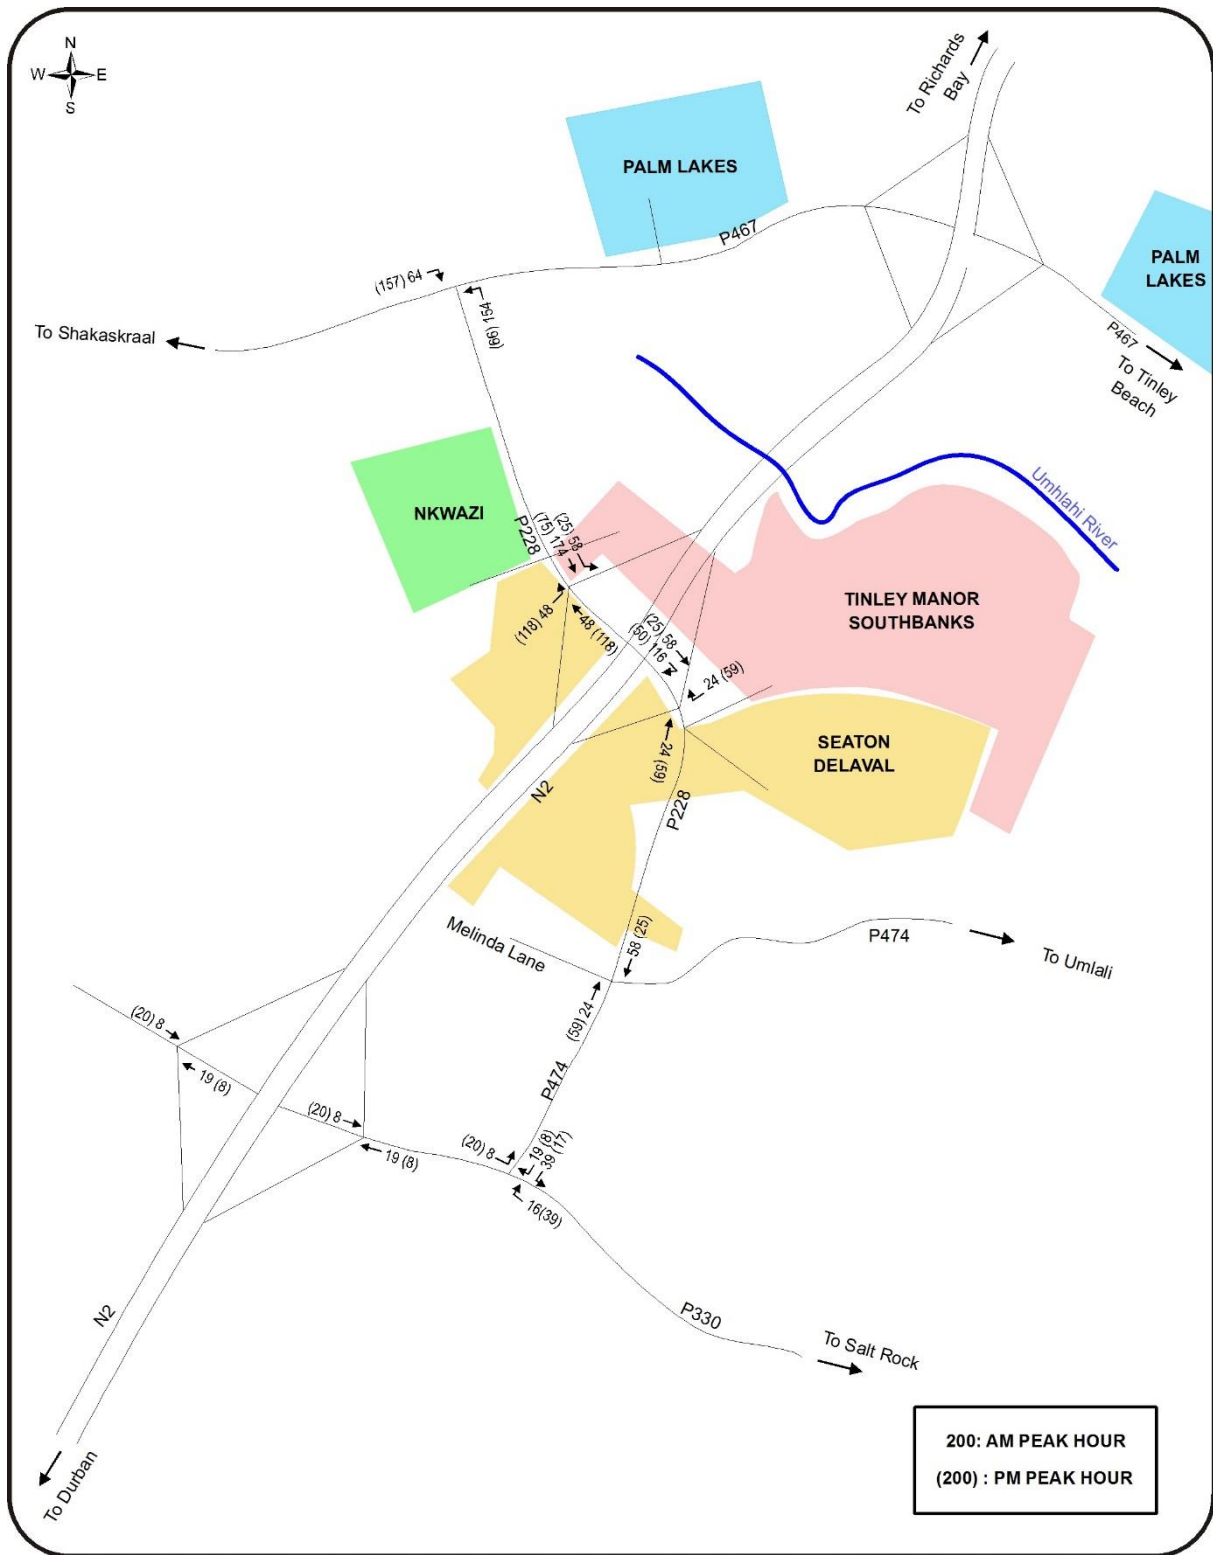 N
W E
S
To Richards
Bay
PALM LAKES
P467
PALM
LAKES
(157) 64
(66) 154
To Shakaskraal
P467
To Tinley
Beach
Umhlahi River
NKWAZI
P228
(25) 58
(75) 174
TINLEY MANOR
SOUTHBANKS
(118) 48
48 (118)
(25) 58
(50) 116
24 (59)
SEATON
DELAVAL
24 (59)
N2
P228
Melinda Lane
58 (25)
P474
To Umlali
(20) 8
19 (8)
(59) 24
P474
(20) 8
19 (8)
(20) 8
19 (8)
39 (17)
16(39)
N2
P330
To Salt Rock
To Durban
200: AM PEAK HOUR
(200) : PM PEAK HOUR